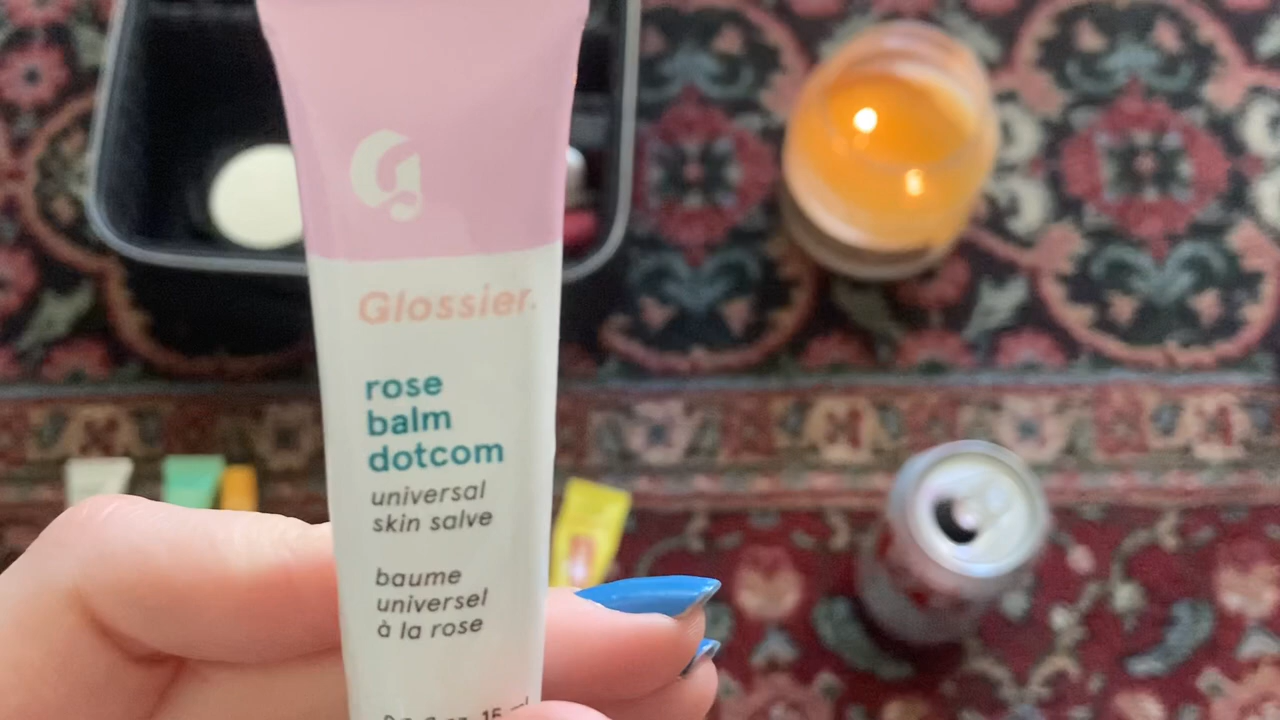 G
Glossier.
rose
balm
dotcom
universal
skin salve
baume
universel
à la rose